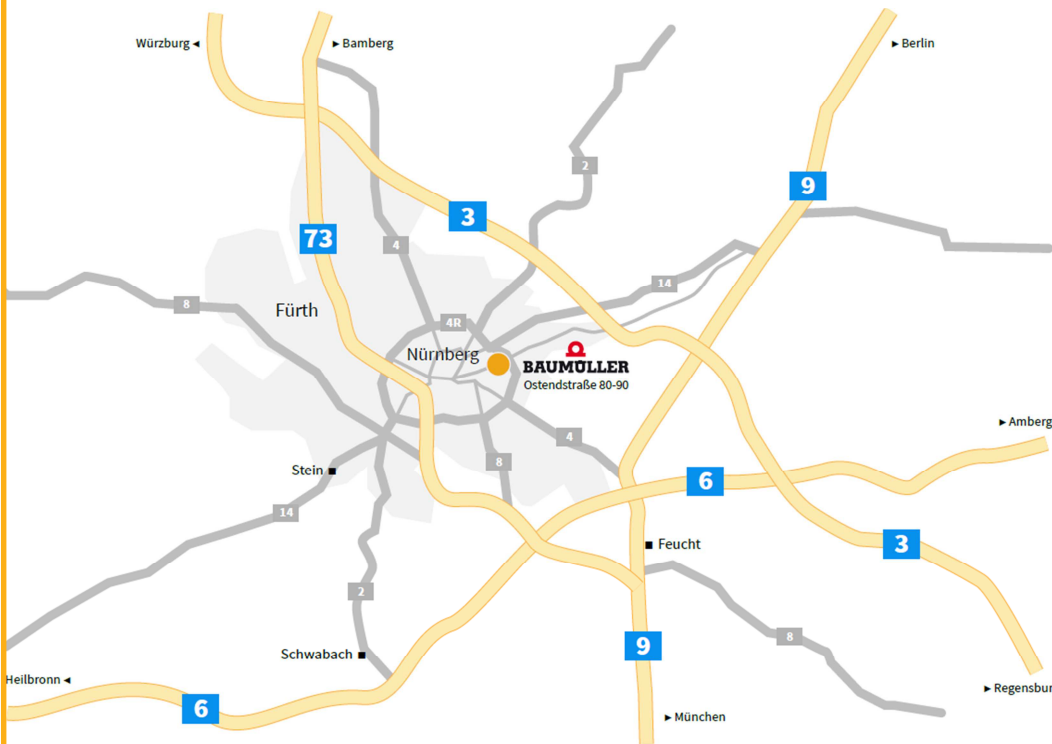 Würzburg ◂
▸ Bamberg
▸ Berlin
2
9
3
73
4
14
8
Fürth
4R
Nürnberg
BAUMÜLLER
Ostendstraße 80-90
▸ Amberg
4
8
Stein ■
6
14
■ Feucht
3
2
8
9
Schwabach ■
Heilbronn ◂
▸ Regensbur
6
▸ München